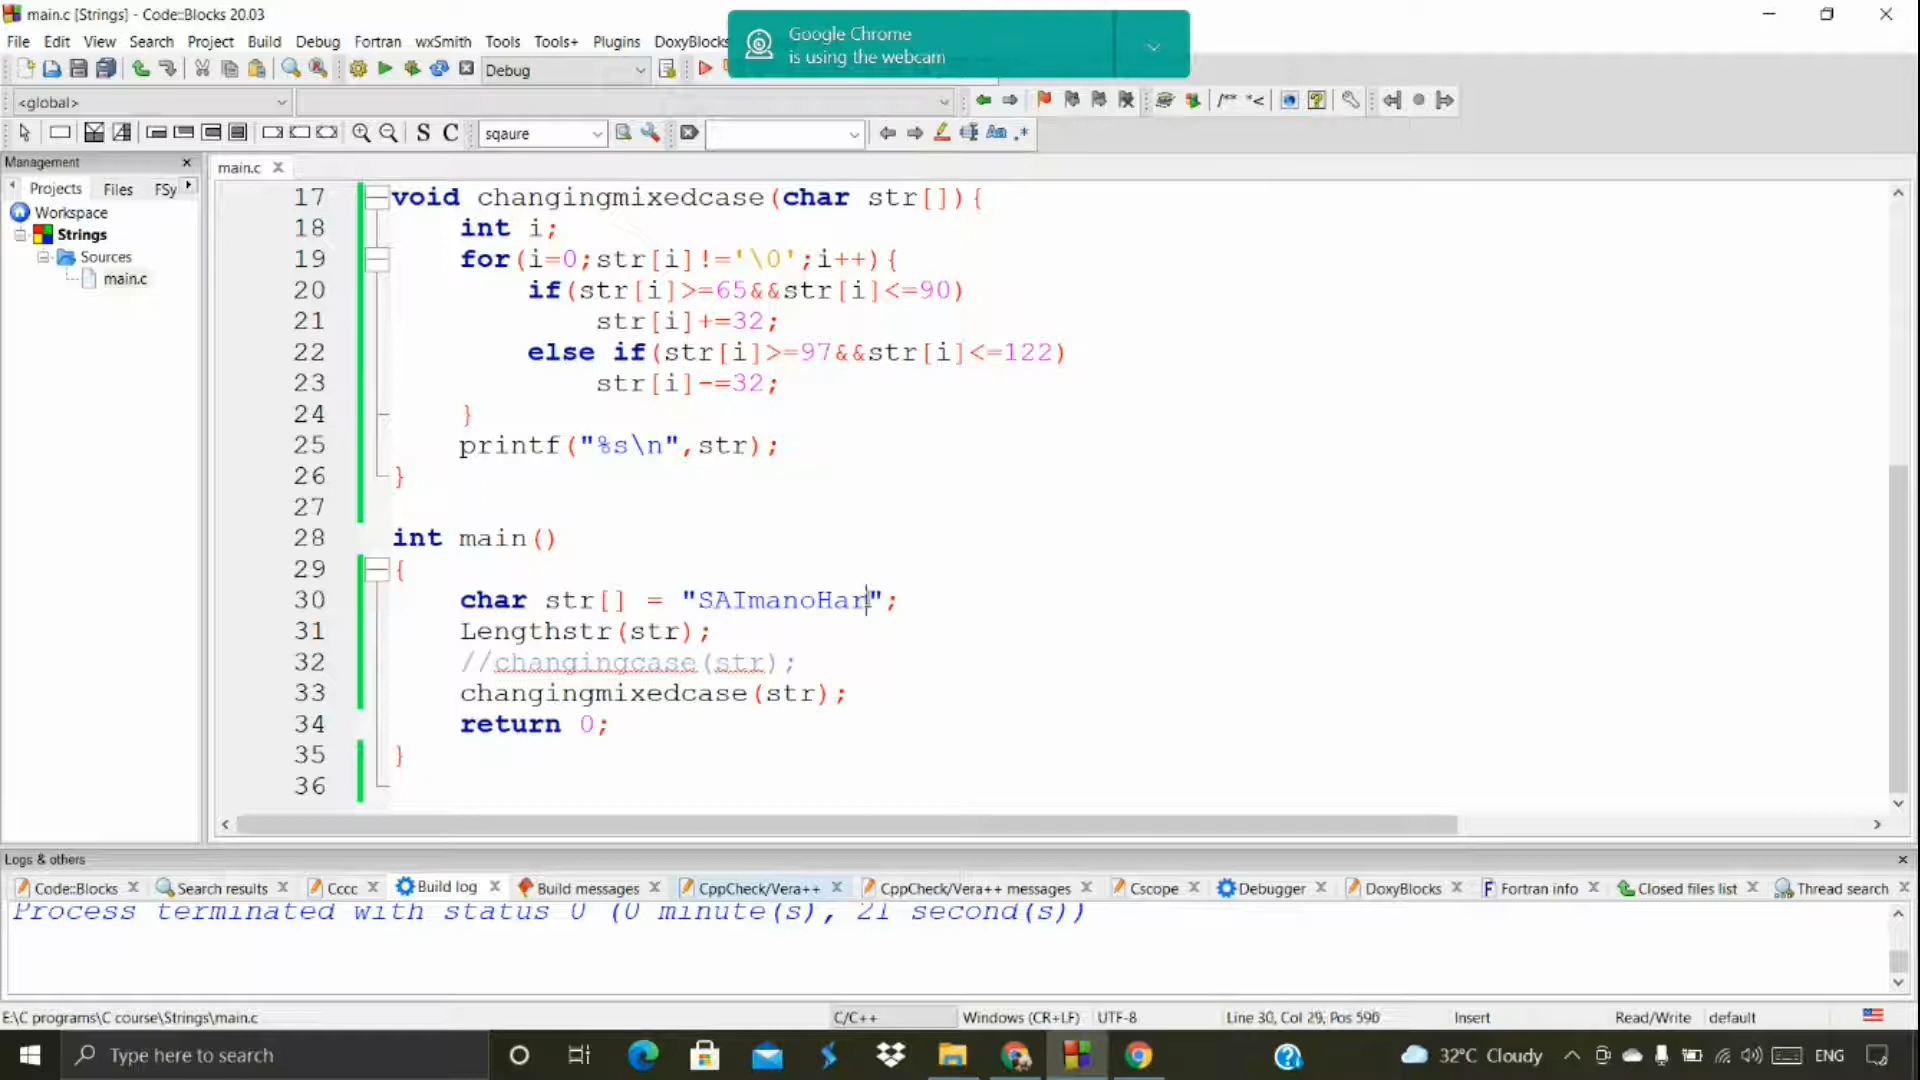 main.c [Strings] - Code::Blocks 20.03
Google Chrome
is using the webcam
File Edit View Search Project Build Debug Fortran wxSmith Tools Tools+ Plugins DoxyBlocks
Debug
<global>
/** *<
S C sqaure
Aa .*
Management
main.c
Projects Files FSy
Workspace
Strings
Sources
main.c
17 void changingmixedcase(char str[]){
18 int i;
19 for(i=0;str[i]!='\0';i++){
20 if(str[i]>=65&&str[i]<=90)
21 str[i]+=32;
22 else if(str[i]>=97&&str[i]<=122)
23 str[i]-=32;
24 }
25 printf("%s\n",str);
26 }
27
28 int main()
29 {
30 char str[] = "SAImanoHar";
31 Lengthstr(str);
32 //changingcase(str);
33 changingmixedcase(str);
34 return 0;
35 }
36
Logs & others
Code::Blocks Search results Cccc Build log Build messages CppCheck/Vera++ CppCheck/Vera++ messages Cscope Debugger DoxyBlocks Fortran info Closed files list Thread search
Process terminated with status 0 (0 minute(s), 21 second(s))
E:\C programs\C course\Strings\main.c C/C++ Windows (CR+LF) UTF-8 Line 30, Col 29, Pos 596 Insert Read/Write default
Type here to search 32°C Cloudy ENG